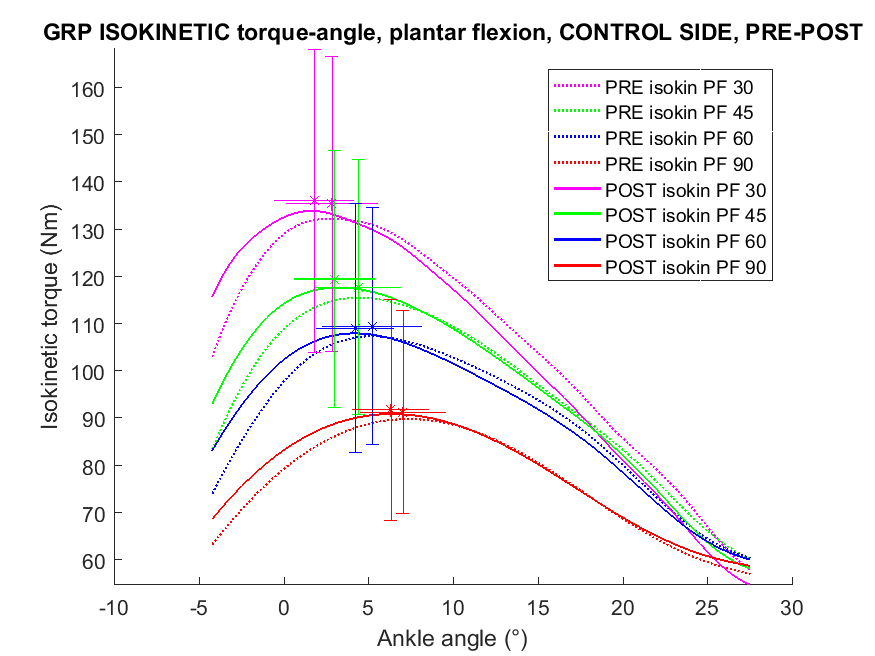 GRP ISOKINETIC torque-angle, plantar flexion, CONTROL SIDE, PRE-POST
PRE isokin PF 30
PRE isokin PF 45
PRE isokin PF 60
PRE isokin PF 90
POST isokin PF 30
POST isokin PF 45
POST isokin PF 60
POST isokin PF 90
Isokinetic torque (Nm)
160
150
140
130
120
110
100
90
80
70
60
-10
-5
0
5
10
15
20
25
30
Ankle angle (°)